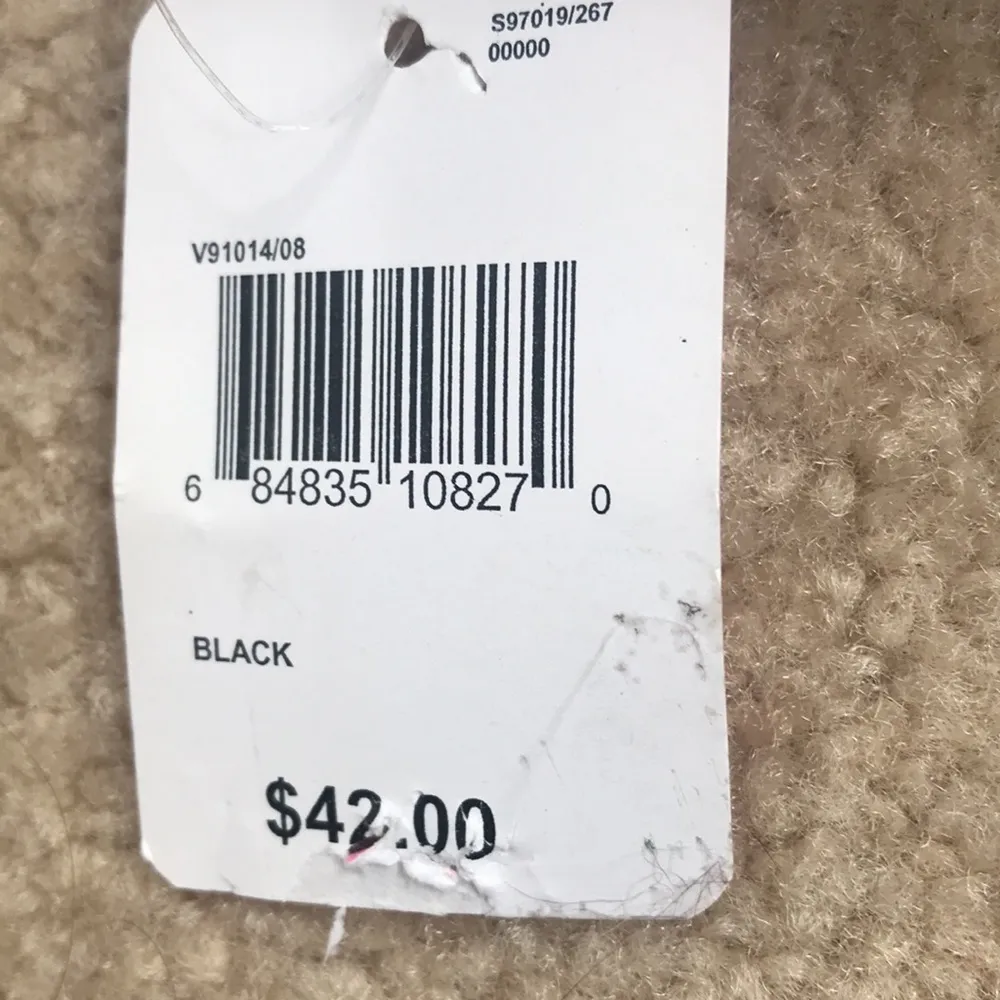 S97019/267
00000
V91014/08
6 84835 10827 0
BLACK
$42.00